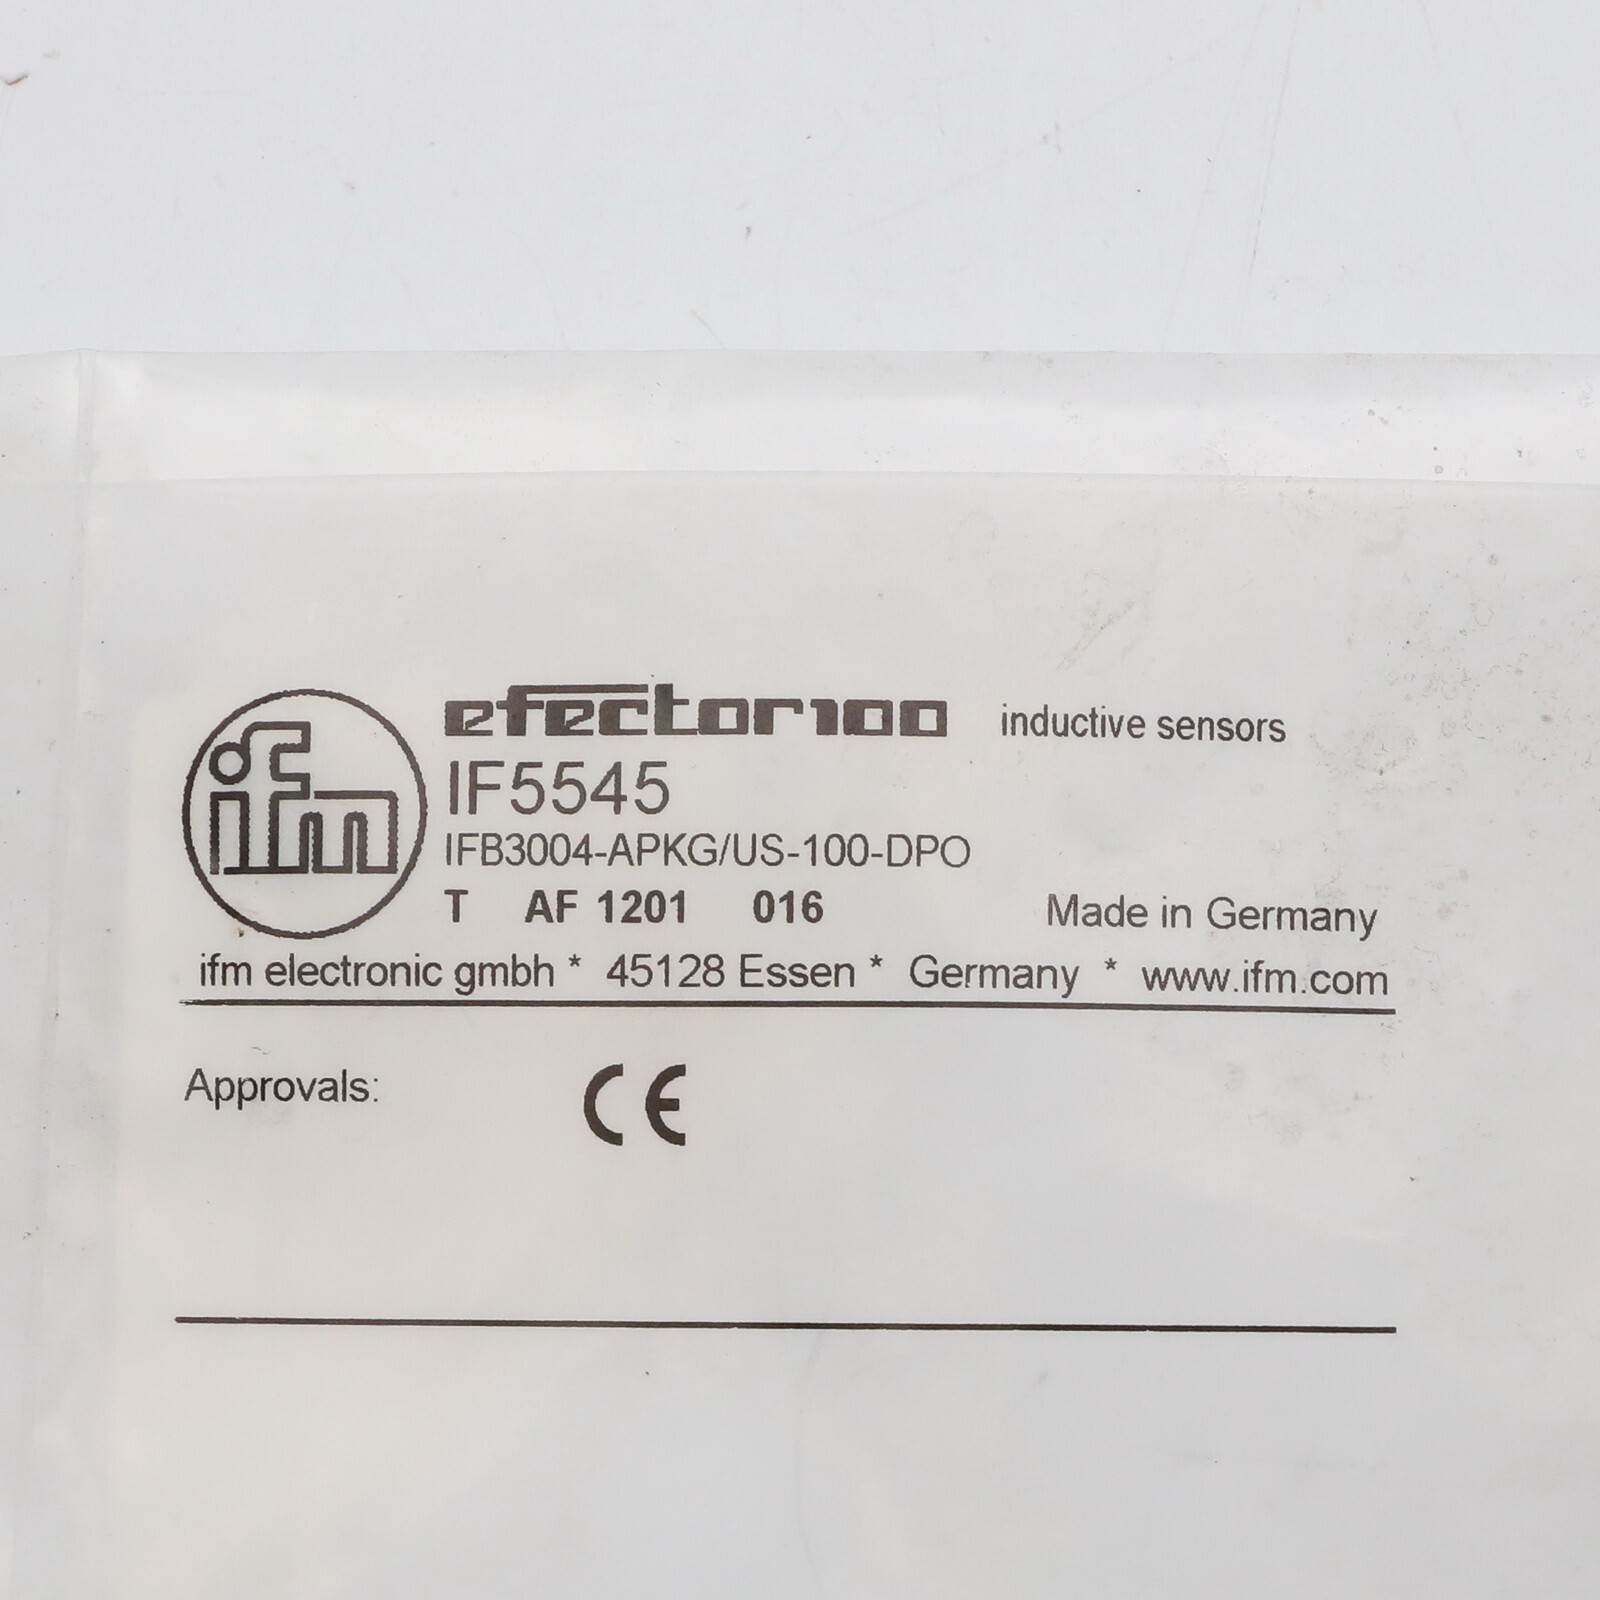 ifm
efector100 inductive sensors
IF5545
IFB3004-APKG/US-100-DPO
T AF 1201 016 Made in Germany
ifm electronic gmbh * 45128 Essen * Germany * www.ifm.com
Approvals: CE